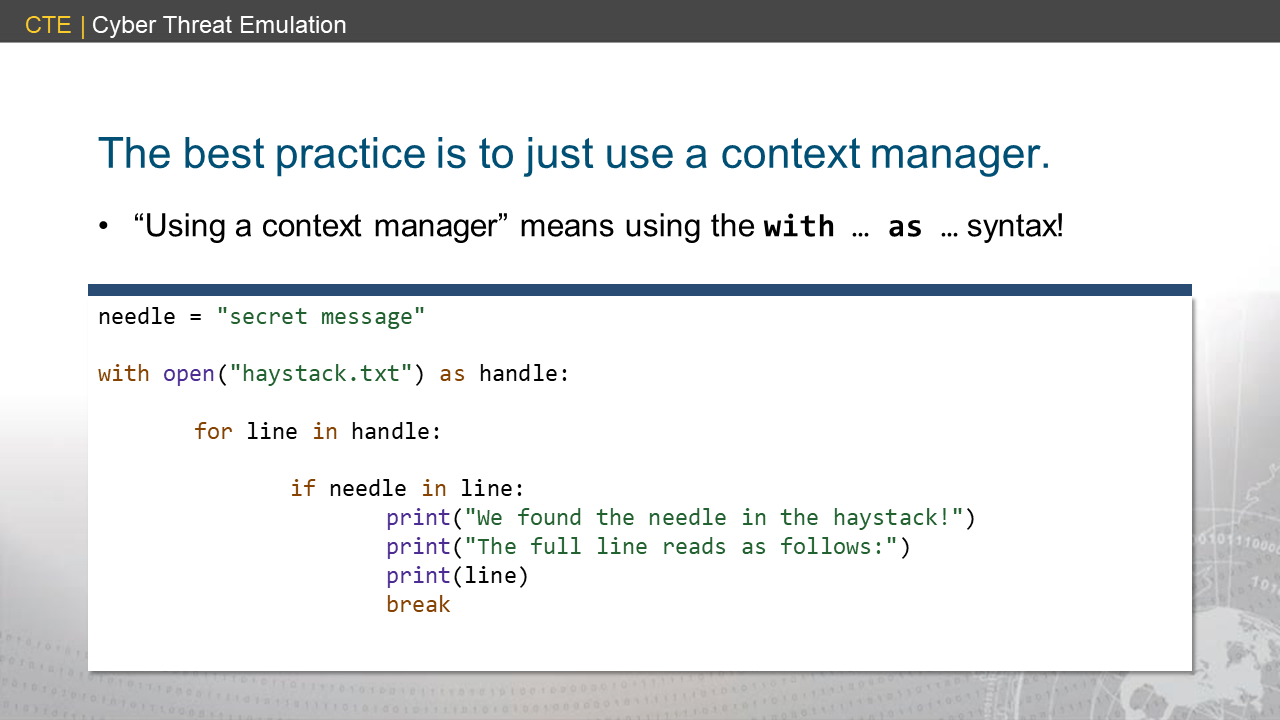 CTE | Cyber Threat Emulation
The best practice is to just use a context manager.
• “Using a context manager” means using the with … as … syntax!
needle = "secret message"
with open("haystack.txt") as handle:
for line in handle:
if needle in line:
print("We found the needle in the haystack!")
print("The full line reads as follows:")
print(line)
break